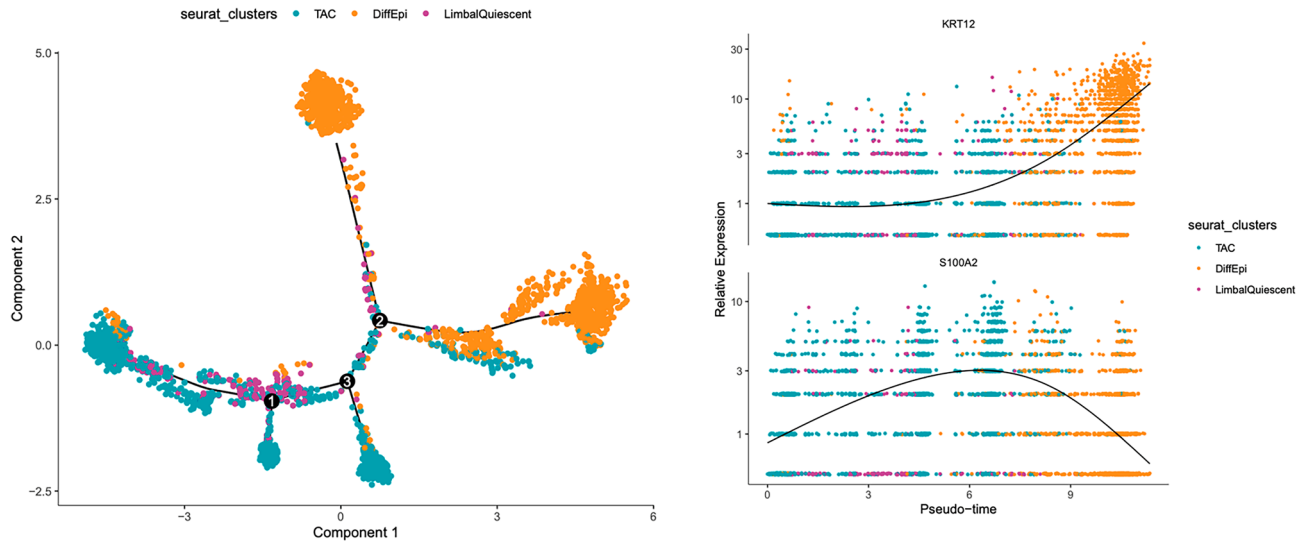 seurat_clusters TAC DiffEpi LimbalQuiescent
5.0
2.5
0.0
−2.5
Component 2
−3 0 3 6
Component 1
1
2
3
KRT12
30
10
3
1
Relative Expression
S100A2
10
3
1
0 3 6 9
Pseudo−time
seurat_clusters
TAC
DiffEpi
LimbalQuiescent